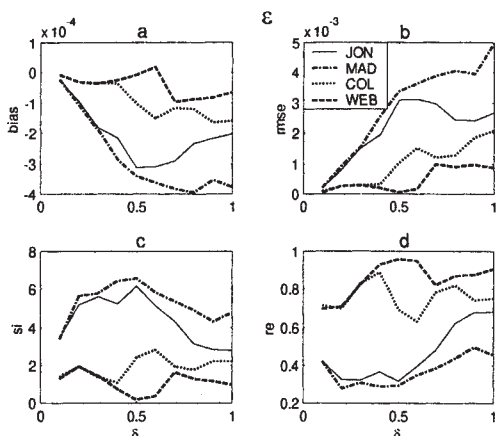 ε
x 10⁻⁴
a
1
0
-1
-2
-3
-4
bias
0
0.5
1
x 10⁻³
b
5
4
3
2
1
0
rmse
JON
MAD
COL
WEB
0
0.5
1
c
8
6
4
2
0
si
0
0.5
1
δ
d
1
0.8
0.6
0.4
0.2
re
0
0.5
1
δ